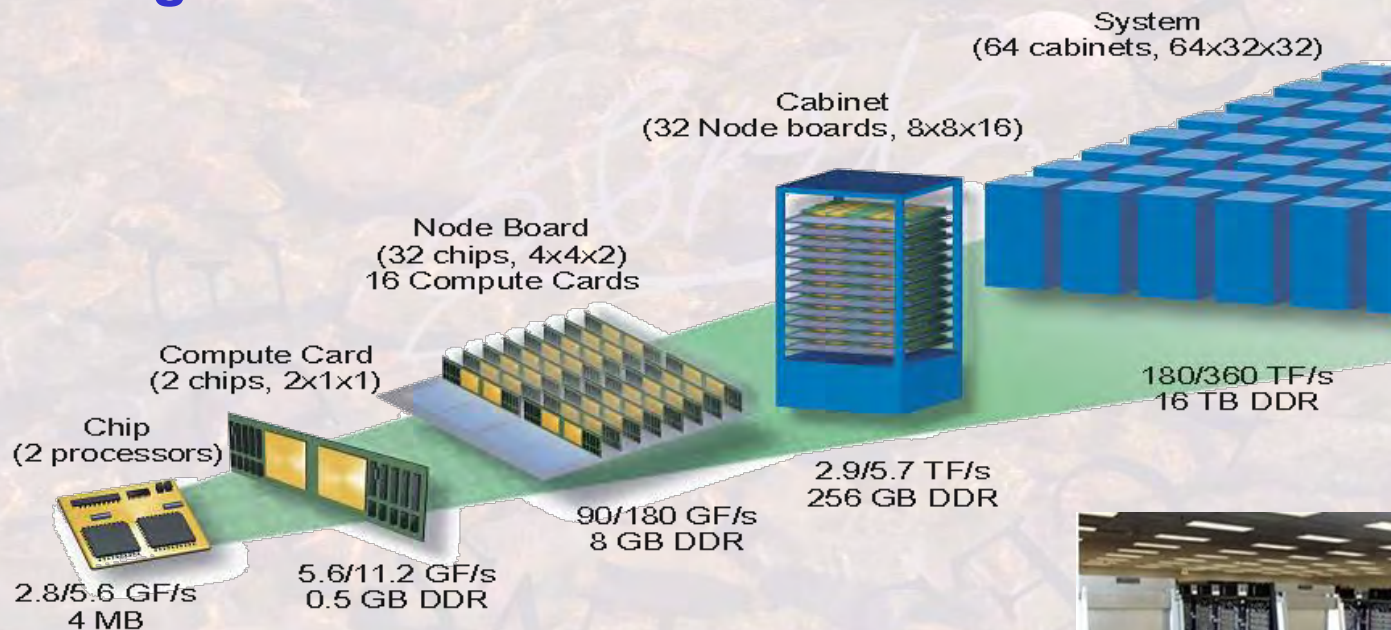 System
(64 cabinets, 64x32x32)
Cabinet
(32 Node boards, 8x8x16)
Node Board
(32 chips, 4x4x2)
16 Compute Cards
Compute Card
(2 chips, 2x1x1)
Chip
(2 processors)
180/360 TF/s
16 TB DDR
2.9/5.7 TF/s
256 GB DDR
90/180 GF/s
8 GB DDR
5.6/11.2 GF/s
0.5 GB DDR
2.8/5.6 GF/s
4 MB